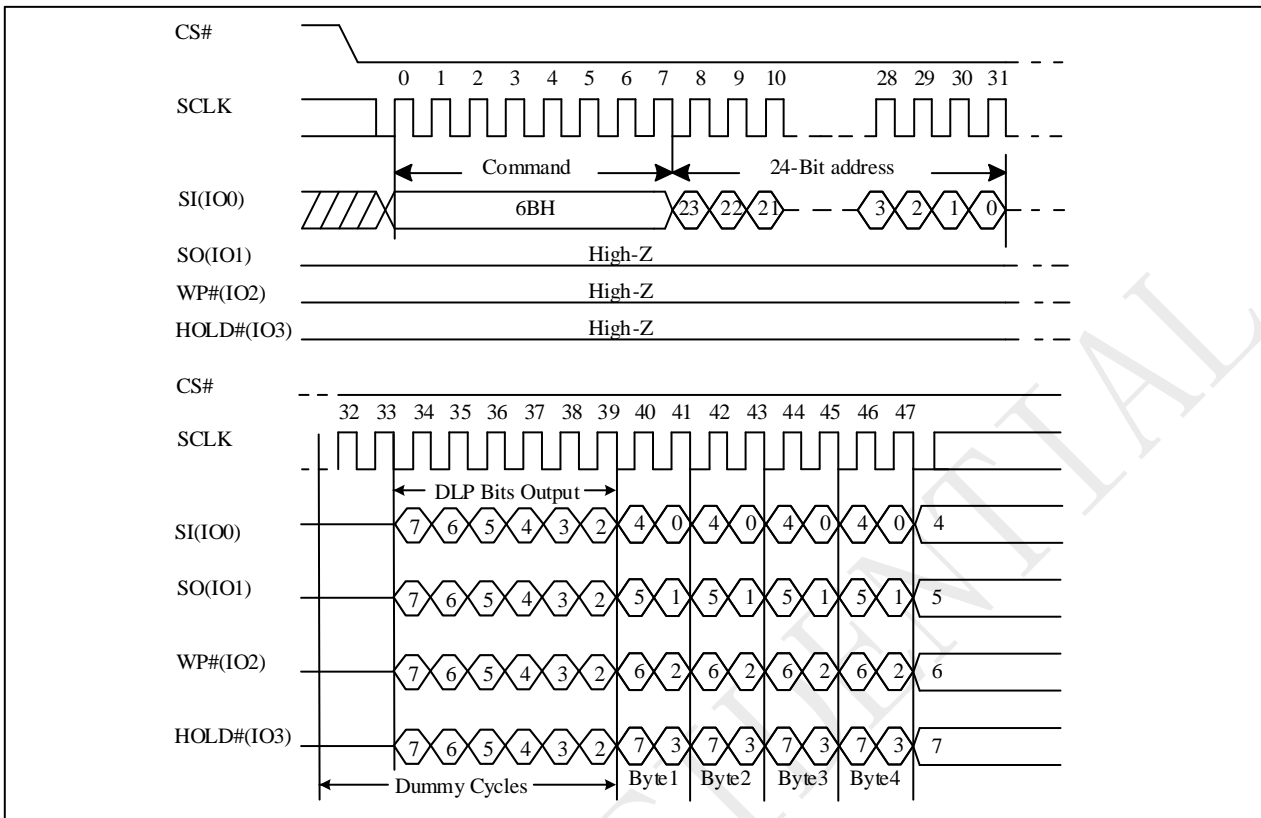 CS#
0 1 2 3 4 5 6 7 8 9 10 28 29 30 31
SCLK
Command 24-Bit address
SI(IO0) 6BH 23 22 21 3 2 1 0
SO(IO1) High-Z
WP#(IO2) High-Z
HOLD#(IO3) High-Z
CS#
32 33 34 35 36 37 38 39 40 41 42 43 44 45 46 47
SCLK
DLP Bits Output
SI(IO0) 7 6 5 4 3 2 4 0 4 0 4 0 4 0 4
SO(IO1) 7 6 5 4 3 2 5 1 5 1 5 1 5 1 5
WP#(IO2) 7 6 5 4 3 2 6 2 6 2 6 2 6 2 6
HOLD#(IO3) 7 6 5 4 3 2 7 3 7 3 7 3 7 3 7
Dummy Cycles Byte1 Byte2 Byte3 Byte4